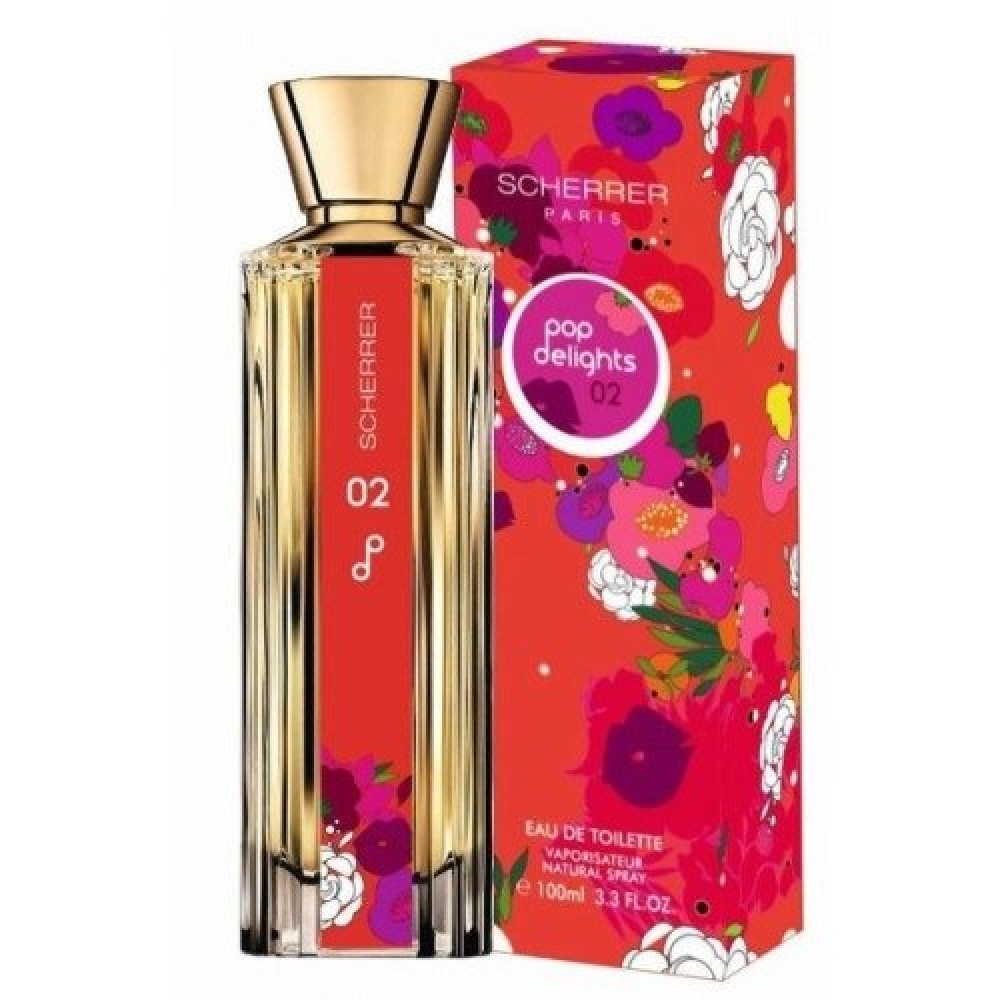 SCHERRER
02
SCHERRER
PARIS
pop
delights
02
EAU DE TOILETTE
VAPORISATEUR
NATURAL SPRAY
e 100ml 3.3 FL.OZ.